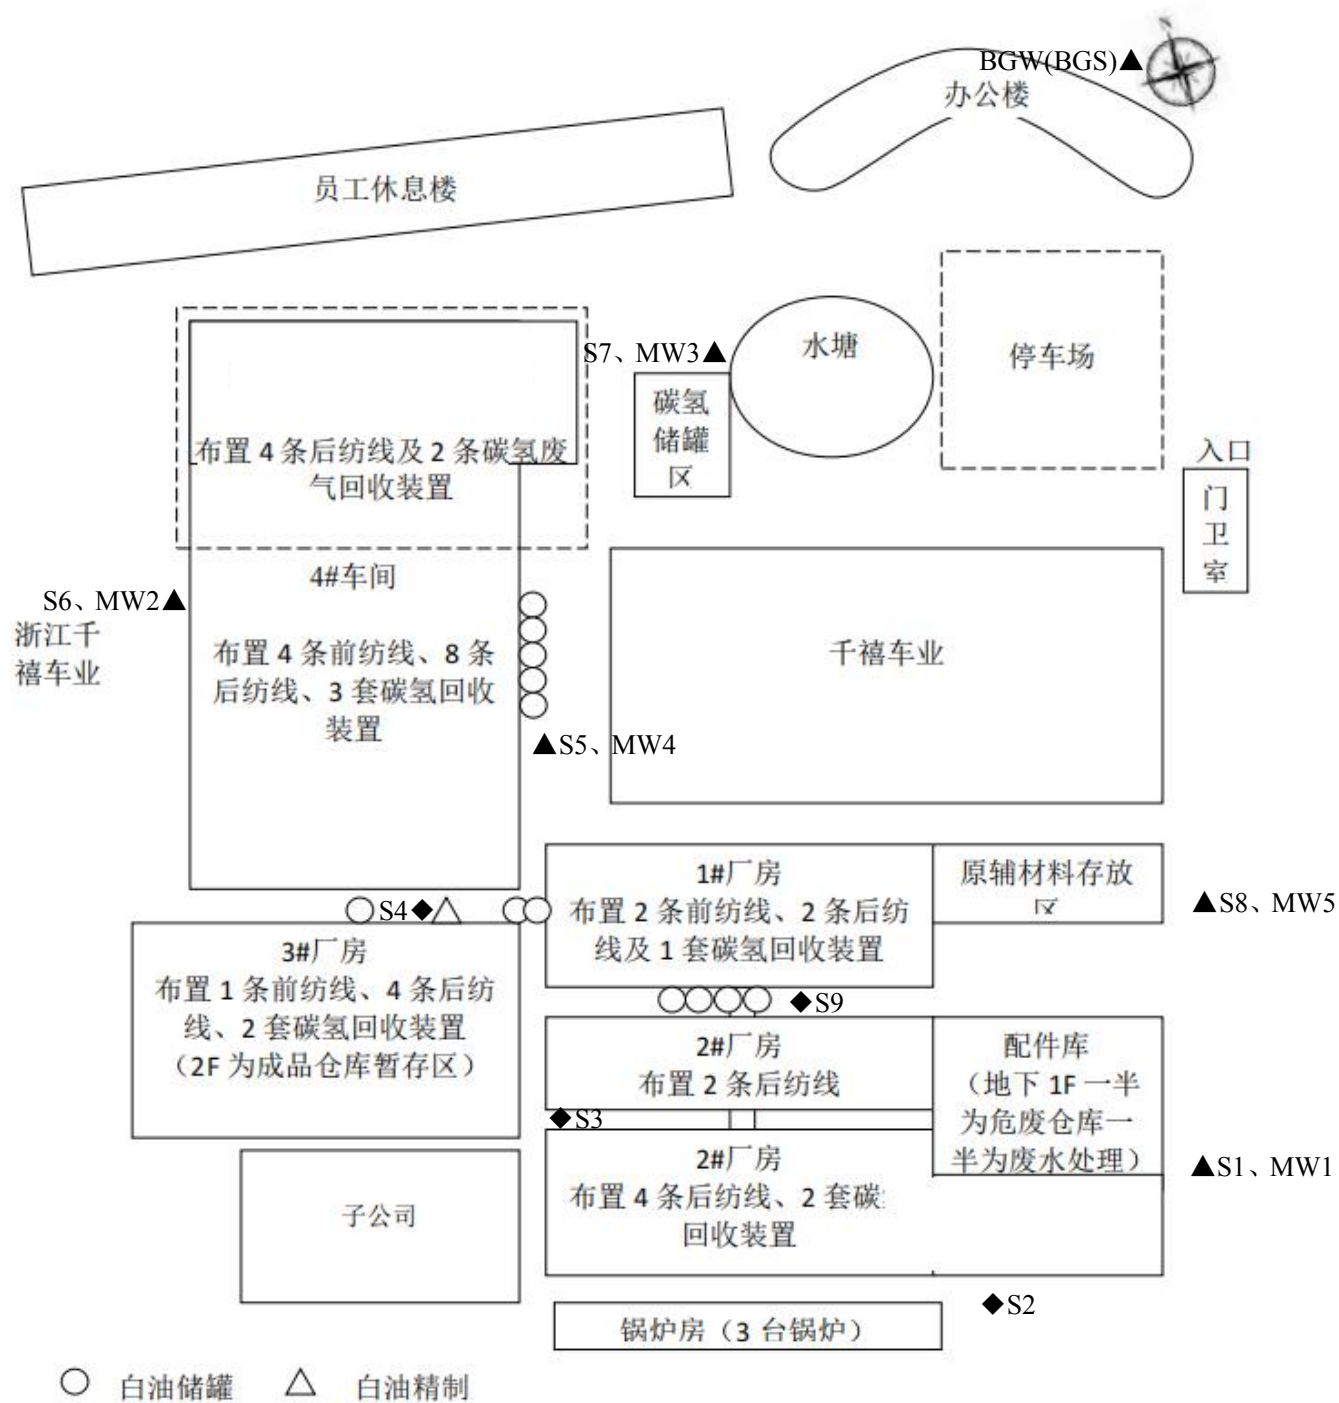 N
BGW(BGS)▲
办公楼
员工休息楼
S7、MW3▲
水塘
停车场
碳氢
储罐
区
入口
门
卫
室
布置 4 条后纺线及 2 条碳氢废
气回收装置
4#车间
S6、MW2▲
浙江千
禧车业
布置 4 条前纺线、8 条
后纺线、3 套碳氢回收
装置
千禧车业
▲S5、MW4
1#厂房
布置 2 条前纺线、2 条后纺
线及 1 套碳氢回收装置
原辅材料存放
区
▲S8、MW5
S4◆
3#厂房
布置 1 条前纺线、4 条后纺
线、2 套碳氢回收装置
（2F 为成品仓库暂存区）
◆S9
2#厂房
布置 2 条后纺线
配件库
（地下 1F 一半
为危废仓库一
半为废水处理）
◆S3
▲S1、MW1
2#厂房
布置 4 条后纺线、2 套碳
回收装置
子公司
◆S2
锅炉房（3 台锅炉）
白油储罐 白油精制